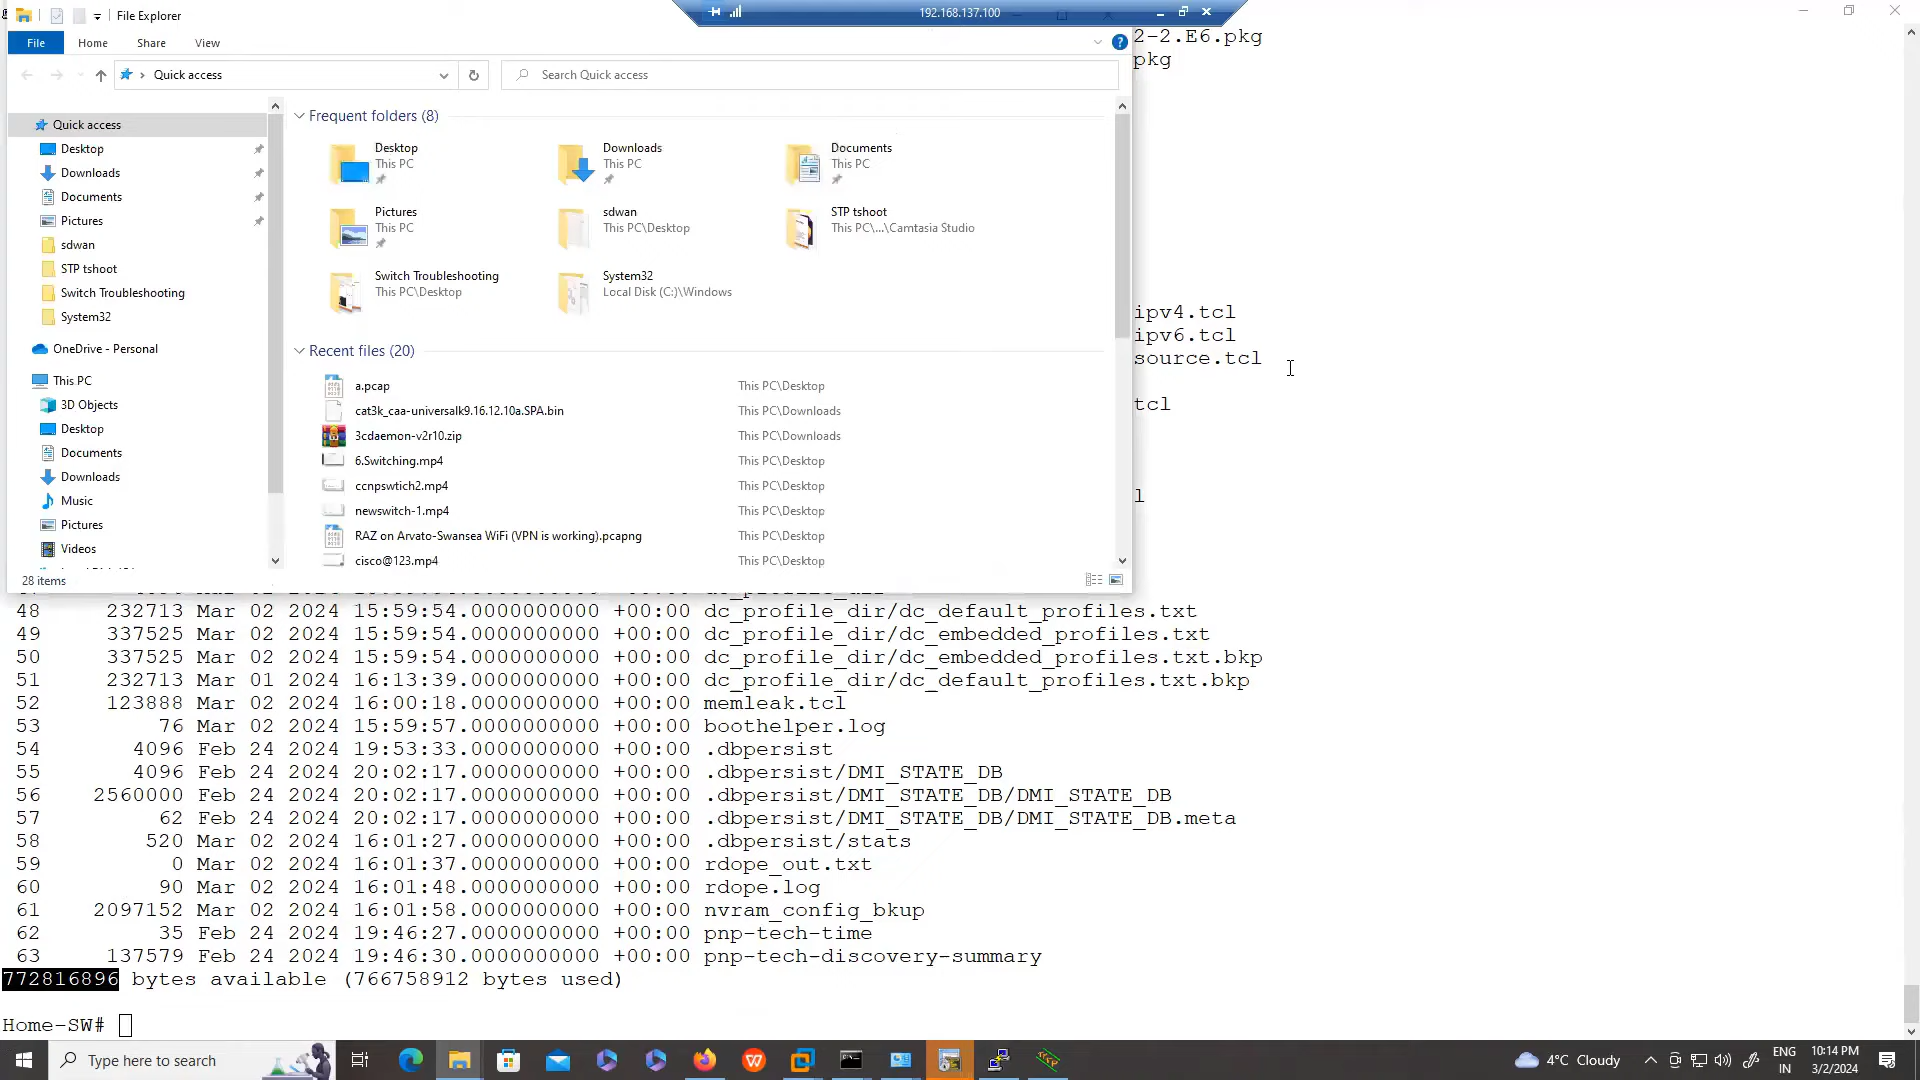 File Explorer
192.168.137.100
File
Home
Share
View
Quick access
Search Quick access
Quick access
Desktop
Downloads
Documents
Pictures
sdwan
STP tshoot
Switch Troubleshooting
System32
OneDrive - Personal
This PC
3D Objects
Desktop
Documents
Downloads
Music
Pictures
Videos
Frequent folders (8)
Desktop
This PC
Downloads
This PC
Documents
This PC
Pictures
This PC
sdwan
This PC\Desktop
STP tshoot
This PC\...\Camtasia Studio
Switch Troubleshooting
This PC\Desktop
System32
Local Disk (C:)\Windows
Recent files (20)
a.pcap This PC\Desktop
cat3k_caa-universalk9.16.12.10a.SPA.bin This PC\Downloads
3cdaemon-v2r10.zip This PC\Downloads
6.Switching.mp4 This PC\Desktop
ccnpswtich2.mp4 This PC\Desktop
newswitch-1.mp4 This PC\Desktop
RAZ on Arvato-Swansea WiFi (VPN is working).pcapng This PC\Desktop
cisco@123.mp4 This PC\Desktop
28 items
2-2.E6.pkg
pkg
ipv4.tcl
ipv6.tcl
source.tcl
tcl
l
48 232713 Mar 02 2024 15:59:54.0000000000 +00:00 dc_profile_dir/dc_default_profiles.txt
49 337525 Mar 02 2024 15:59:54.0000000000 +00:00 dc_profile_dir/dc_embedded_profiles.txt
50 337525 Mar 02 2024 15:59:54.0000000000 +00:00 dc_profile_dir/dc_embedded_profiles.txt.bkp
51 232713 Mar 01 2024 16:13:39.0000000000 +00:00 dc_profile_dir/dc_default_profiles.txt.bkp
52 123888 Mar 02 2024 16:00:18.0000000000 +00:00 memleak.tcl
53 76 Mar 02 2024 15:59:57.0000000000 +00:00 boothelper.log
54 4096 Feb 24 2024 19:53:33.0000000000 +00:00 .dbpersist
55 4096 Feb 24 2024 20:02:17.0000000000 +00:00 .dbpersist/DMI_STATE_DB
56 2560000 Feb 24 2024 20:02:17.0000000000 +00:00 .dbpersist/DMI_STATE_DB/DMI_STATE_DB
57 62 Feb 24 2024 20:02:17.0000000000 +00:00 .dbpersist/DMI_STATE_DB/DMI_STATE_DB.meta
58 520 Mar 02 2024 16:01:27.0000000000 +00:00 .dbpersist/stats
59 0 Mar 02 2024 16:01:37.0000000000 +00:00 rdope_out.txt
60 90 Mar 02 2024 16:01:48.0000000000 +00:00 rdope.log
61 2097152 Mar 02 2024 16:01:58.0000000000 +00:00 nvram_config_bkup
62 35 Feb 24 2024 19:46:27.0000000000 +00:00 pnp-tech-time
63 137579 Feb 24 2024 19:46:30.0000000000 +00:00 pnp-tech-discovery-summary
772816896 bytes available (766758912 bytes used)
Home-SW#
Type here to search
4°C Cloudy
ENG
IN
10:14 PM
3/2/2024